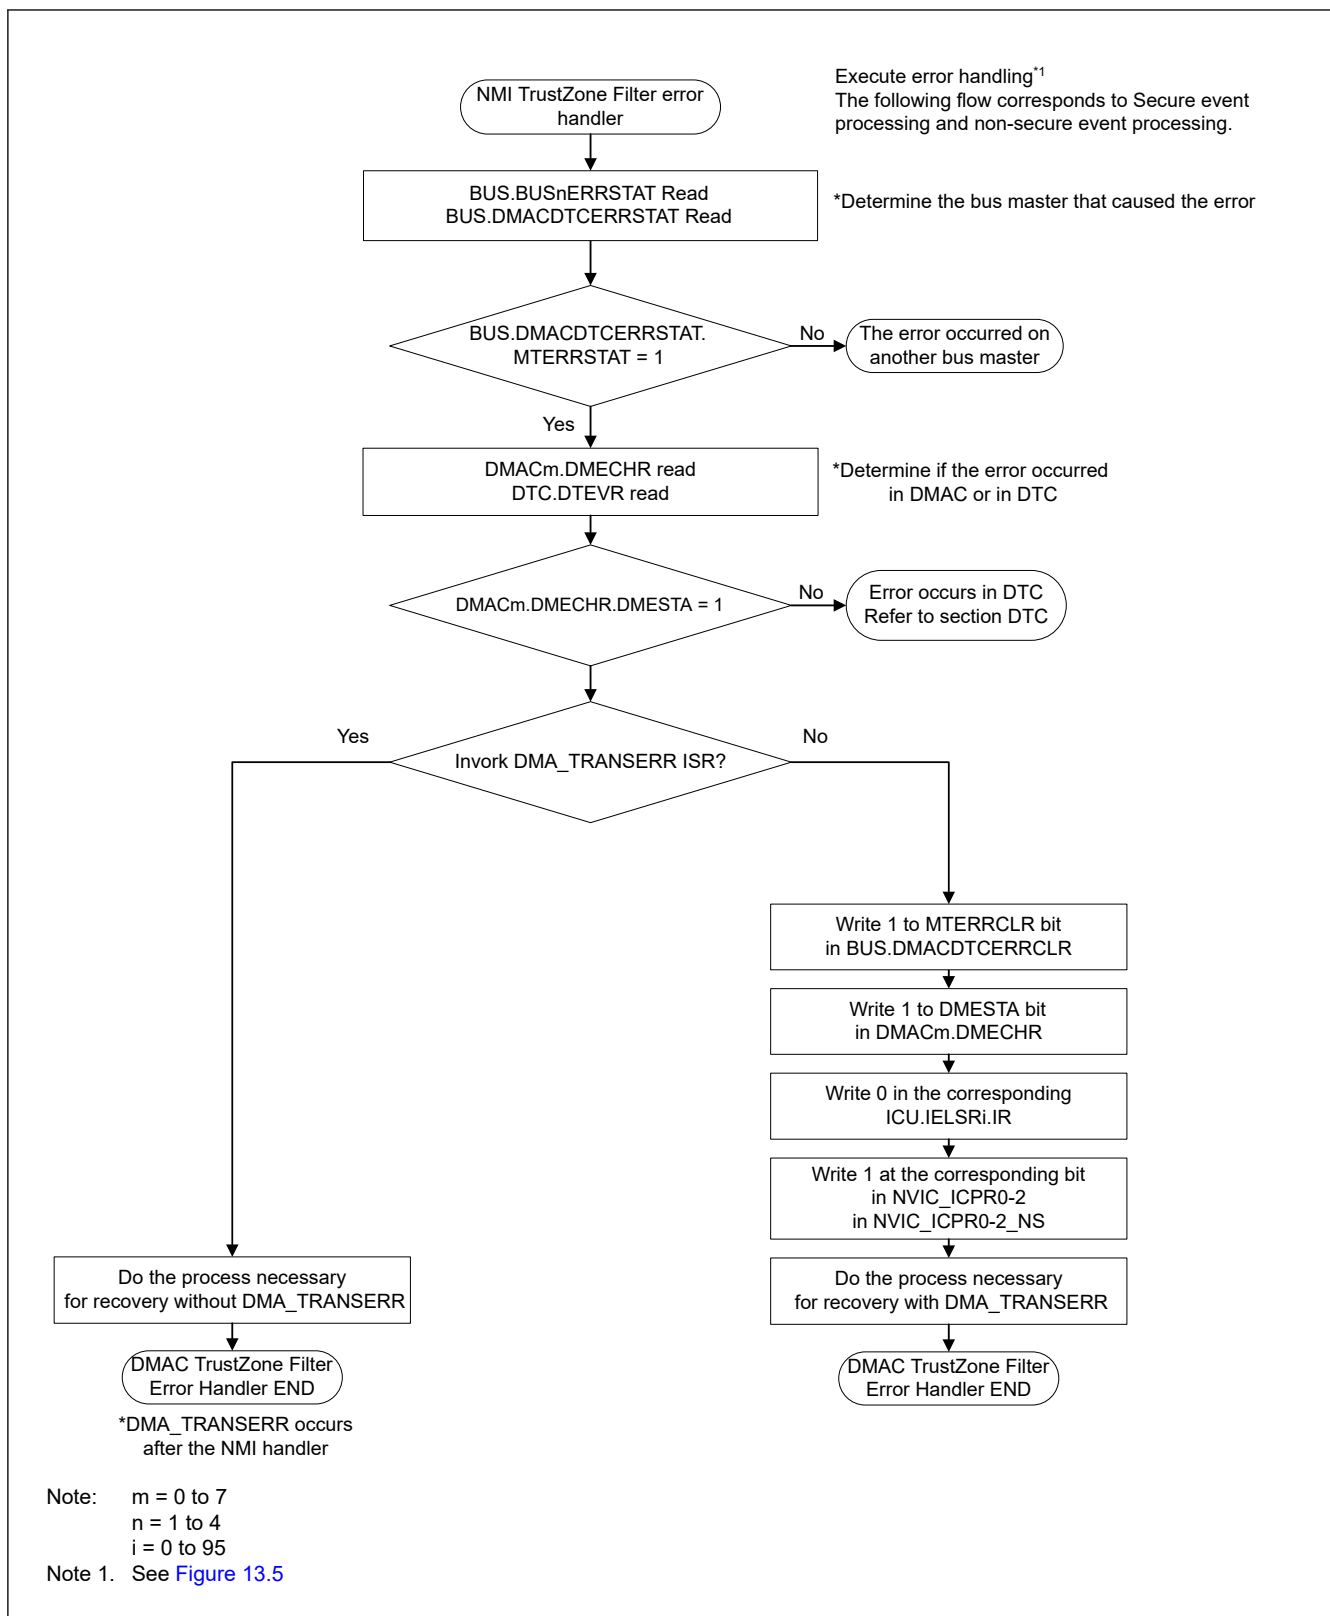 NMI TrustZone Filter error
handler
Execute error handling*1
The following flow corresponds to Secure event
processing and non-secure event processing.
BUS.BUSnERRSTAT Read
BUS.DMACDTCERRSTAT Read
*Determine the bus master that caused the error
BUS.DMACDTCERRSTAT.
MTERRSTAT = 1
No
The error occurred on
another bus master
Yes
DMACm.DMECHR read
DTC.DTEVR read
*Determine if the error occurred
in DMAC or in DTC
DMACm.DMECHR.DMESTA = 1
No
Error occurs in DTC
Refer to section DTC
Yes
Invork DMA_TRANSERR ISR?
No
Write 1 to MTERRCLR bit
in BUS.DMACDTCERRCLR
Write 1 to DMESTA bit
in DMACm.DMECHR
Write 0 in the corresponding
ICU.IELSRi.IR
Write 1 at the corresponding bit
in NVIC_ICPR0-2
in NVIC_ICPR0-2_NS
Do the process necessary
for recovery without DMA_TRANSERR
Do the process necessary
for recovery with DMA_TRANSERR
DMAC TrustZone Filter
Error Handler END
DMAC TrustZone Filter
Error Handler END
*DMA_TRANSERR occurs
after the NMI handler
Note: m = 0 to 7
n = 1 to 4
i = 0 to 95
Note 1. See Figure 13.5